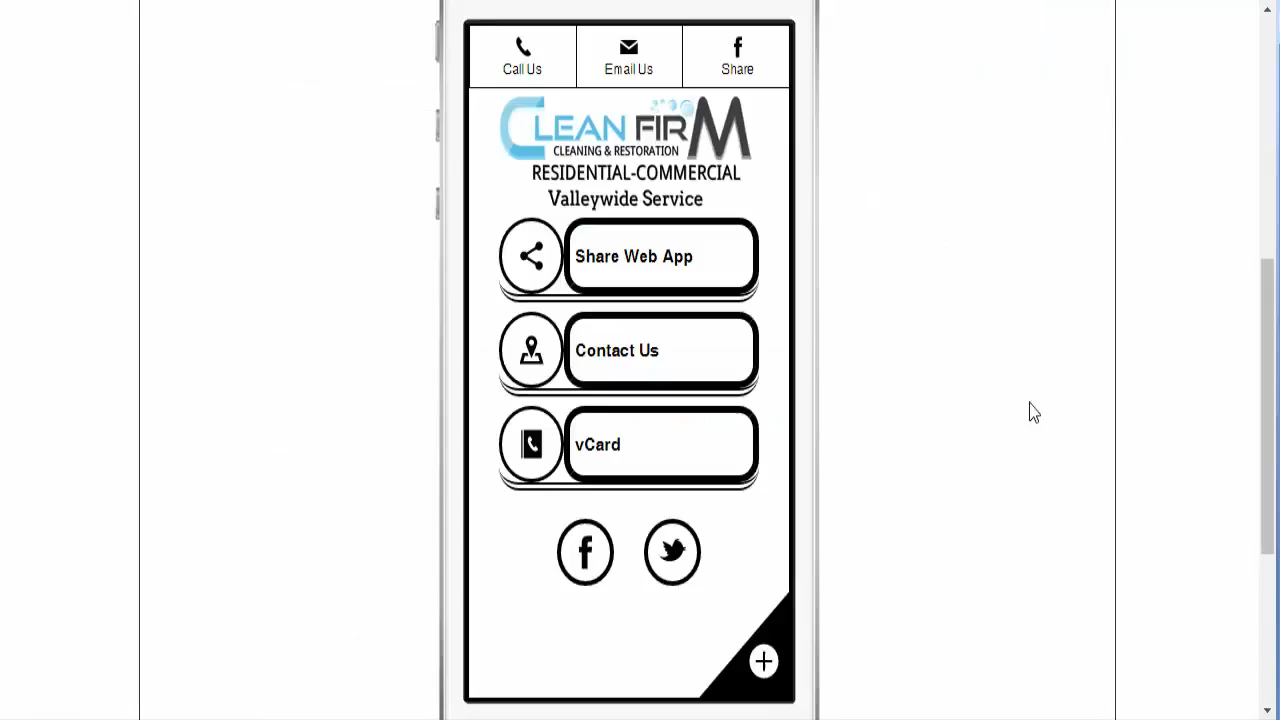 Call Us
Email Us
Share
CLEAN FIRM
CLEANING & RESTORATION
RESIDENTIAL-COMMERCIAL
Valleywide Service
Share Web App
Contact Us
vCard